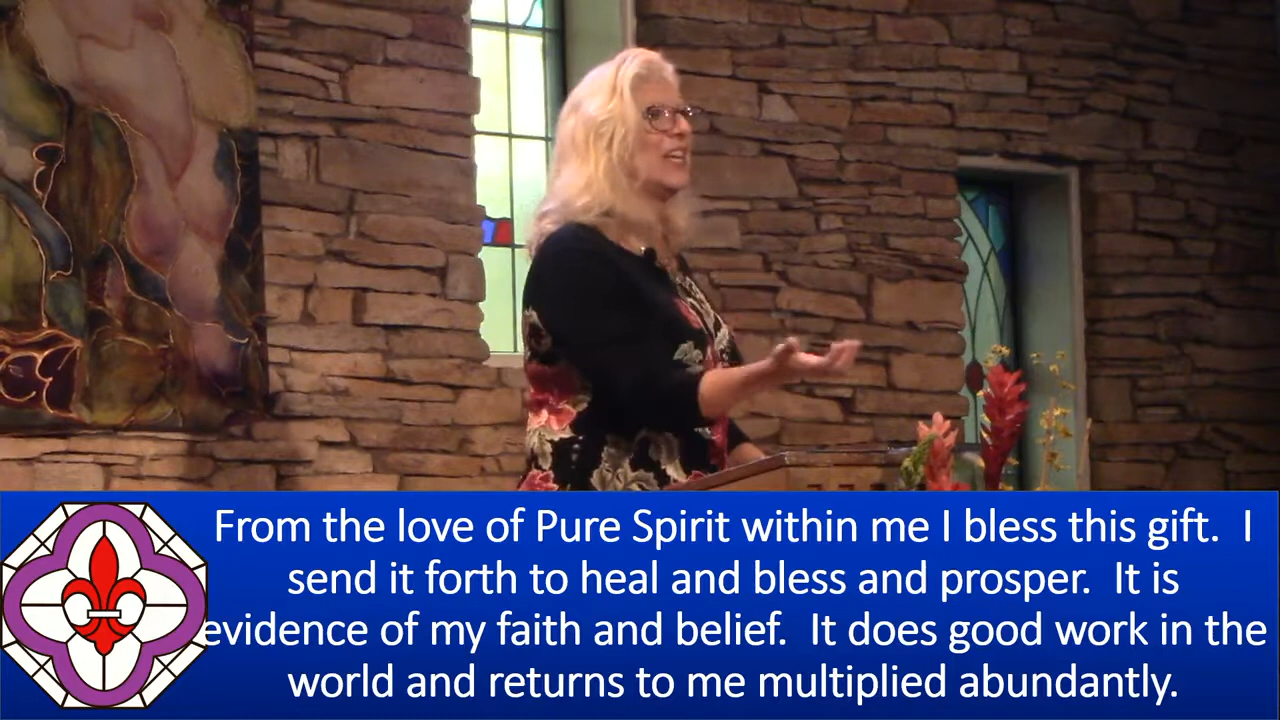 From the love of Pure Spirit within me I bless this gift.  I
send it forth to heal and bless and prosper.  It is
evidence of my faith and belief.  It does good work in the
world and returns to me multiplied abundantly.